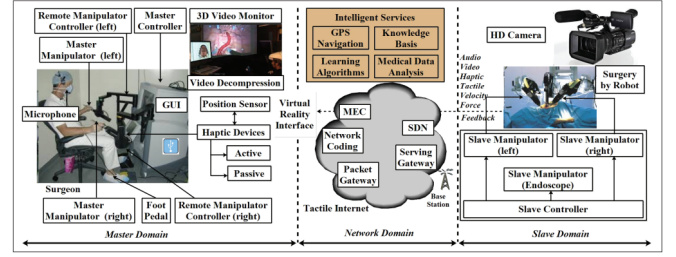 Remote Manipulator
Controller (left)
Master
Controller
3D Video Monitor
Master
Manipulator (left)
Video Decompression
GUI
Microphone
Position Sensor
Haptic Devices
Active
Passive
Surgeon
Master
Manipulator (right)
Foot
Pedal
Remote Manipulator
Controller (right)
Master Domain
Virtual
Reality
Interface
Intelligent Services
GPS
Navigation
Knowledge
Basis
Learning
Algorithms
Medical Data
Analysis
MEC
SDN
Network
Coding
Serving
Gateway
Packet
Gateway
Base
Station
Tactile Internet
Network Domain
HD Camera
Audio
Video
Haptic
Tactile
Velocity
Force
Feedback
Surgery
by Robot
Slave Manipulator
(left)
Slave Manipulator
(right)
Slave Manipulator
(Endoscope)
Slave Controller
Slave Domain